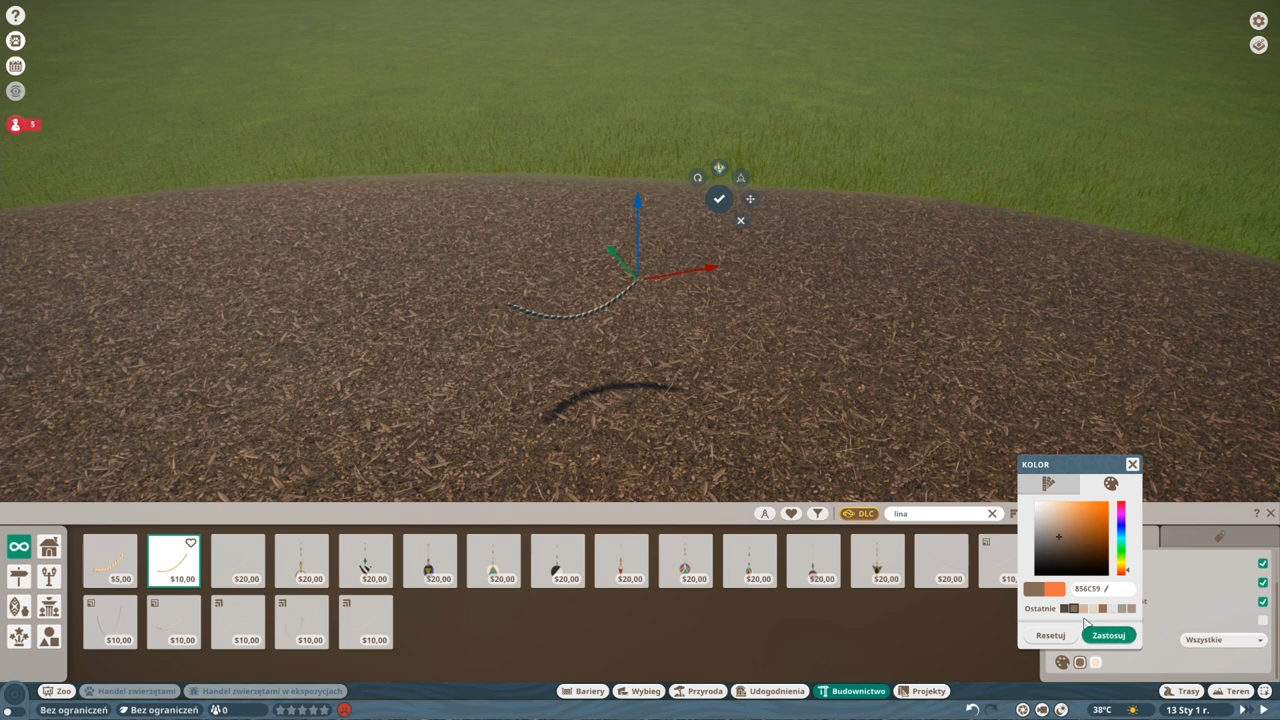 ?
5
KOLOR
DLC
lina
?
$5,00
$10,00
$20,00
$20,00
$20,00
$20,00
$20,00
$20,00
$20,00
$20,00
$20,00
$20,00
$20,00
$20,00
$10,
856C59 /
Ostatnie
$10,00
$10,00
$10,00
$10,00
$10,00
Resetuj
Zastosuj
Wszystkie
Zoo
Handel zwierzętami
Handel zwierzętami w ekspozycjach
Bariery
Wybieg
Przyroda
Udogodnienia
Budownictwo
Projekty
Trasy
Teren
Bez ograniczeń
Bez ograniczeń
0
38°C
13 Sty 1 r.